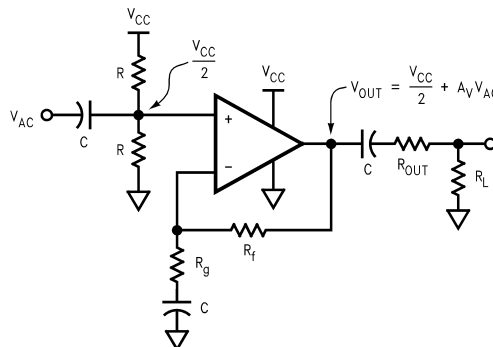 V_CC
R
V_CC/2
V_AC
C
R
+
−
V_CC
V_OUT = V_CC/2 + A_V V_AC
C
R_OUT
R_L
R_f
R_g
C